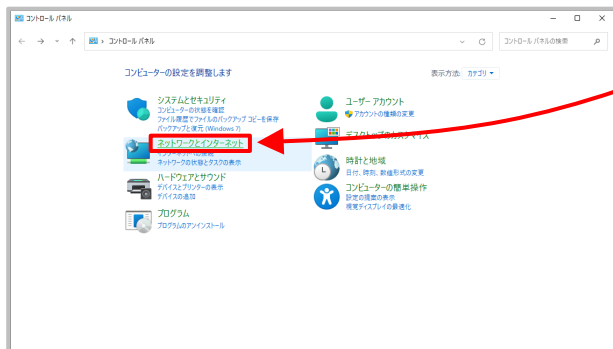 コントロール パネル
コントロール パネル
コントロール パネルの検索
コンピューターの設定を調整します
表示方法: カテゴリ
システムとセキュリティ
コンピューターの状態を確認
ファイル履歴でファイルのバックアップ コピーを保存
バックアップと復元 (Windows 7)
ネットワークとインターネット
ネットワークの状態とタスクの表示
ハードウェアとサウンド
デバイスとプリンターの表示
デバイスの追加
プログラム
プログラムのアンインストール
ユーザー アカウント
アカウントの種類の変更
デスクトップのカスタマイズ
時計と地域
日付、時刻、数値形式の変更
コンピューターの簡単操作
設定の提案の表示
視覚ディスプレイの最適化